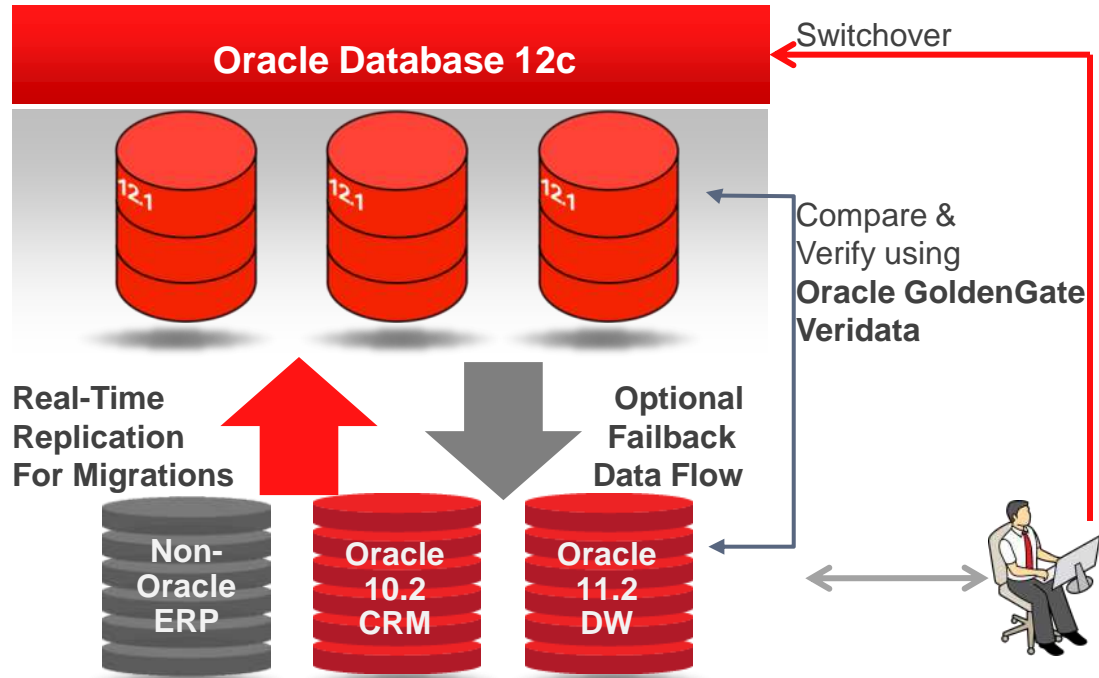 Oracle Database 12c
Switchover
12.1
12.1
12.1
Compare &
Verify using
Oracle GoldenGate
Veridata
Real-Time
Replication
For Migrations
Optional
Failback
Data Flow
Non-
Oracle
ERP
Oracle
10.2
CRM
Oracle
11.2
DW